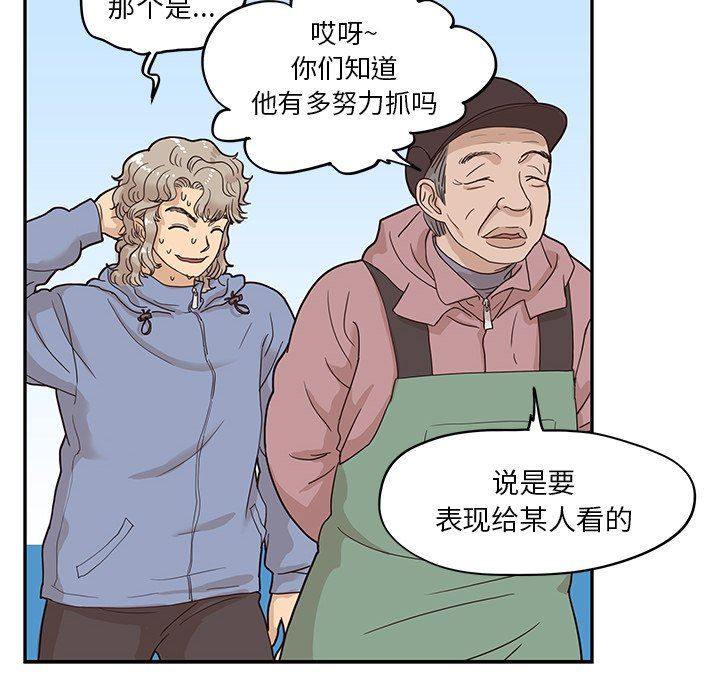 那个是...
哎呀~
你们知道
他有多努力抓吗
说是要
表现给某人看的